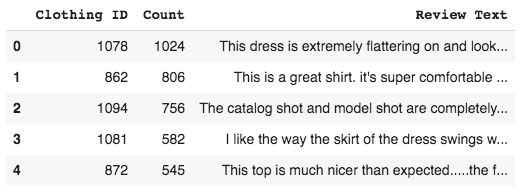 Clothing ID Count Review Text
0 1078 1024 This dress is extremely flattering on and look...
1 862 806 This is a great shirt. it's super comfortable ...
2 1094 756 The catalog shot and model shot are completely...
3 1081 582 I like the way the skirt of the dress swings w...
4 872 545 This top is much nicer than expected.....the f...